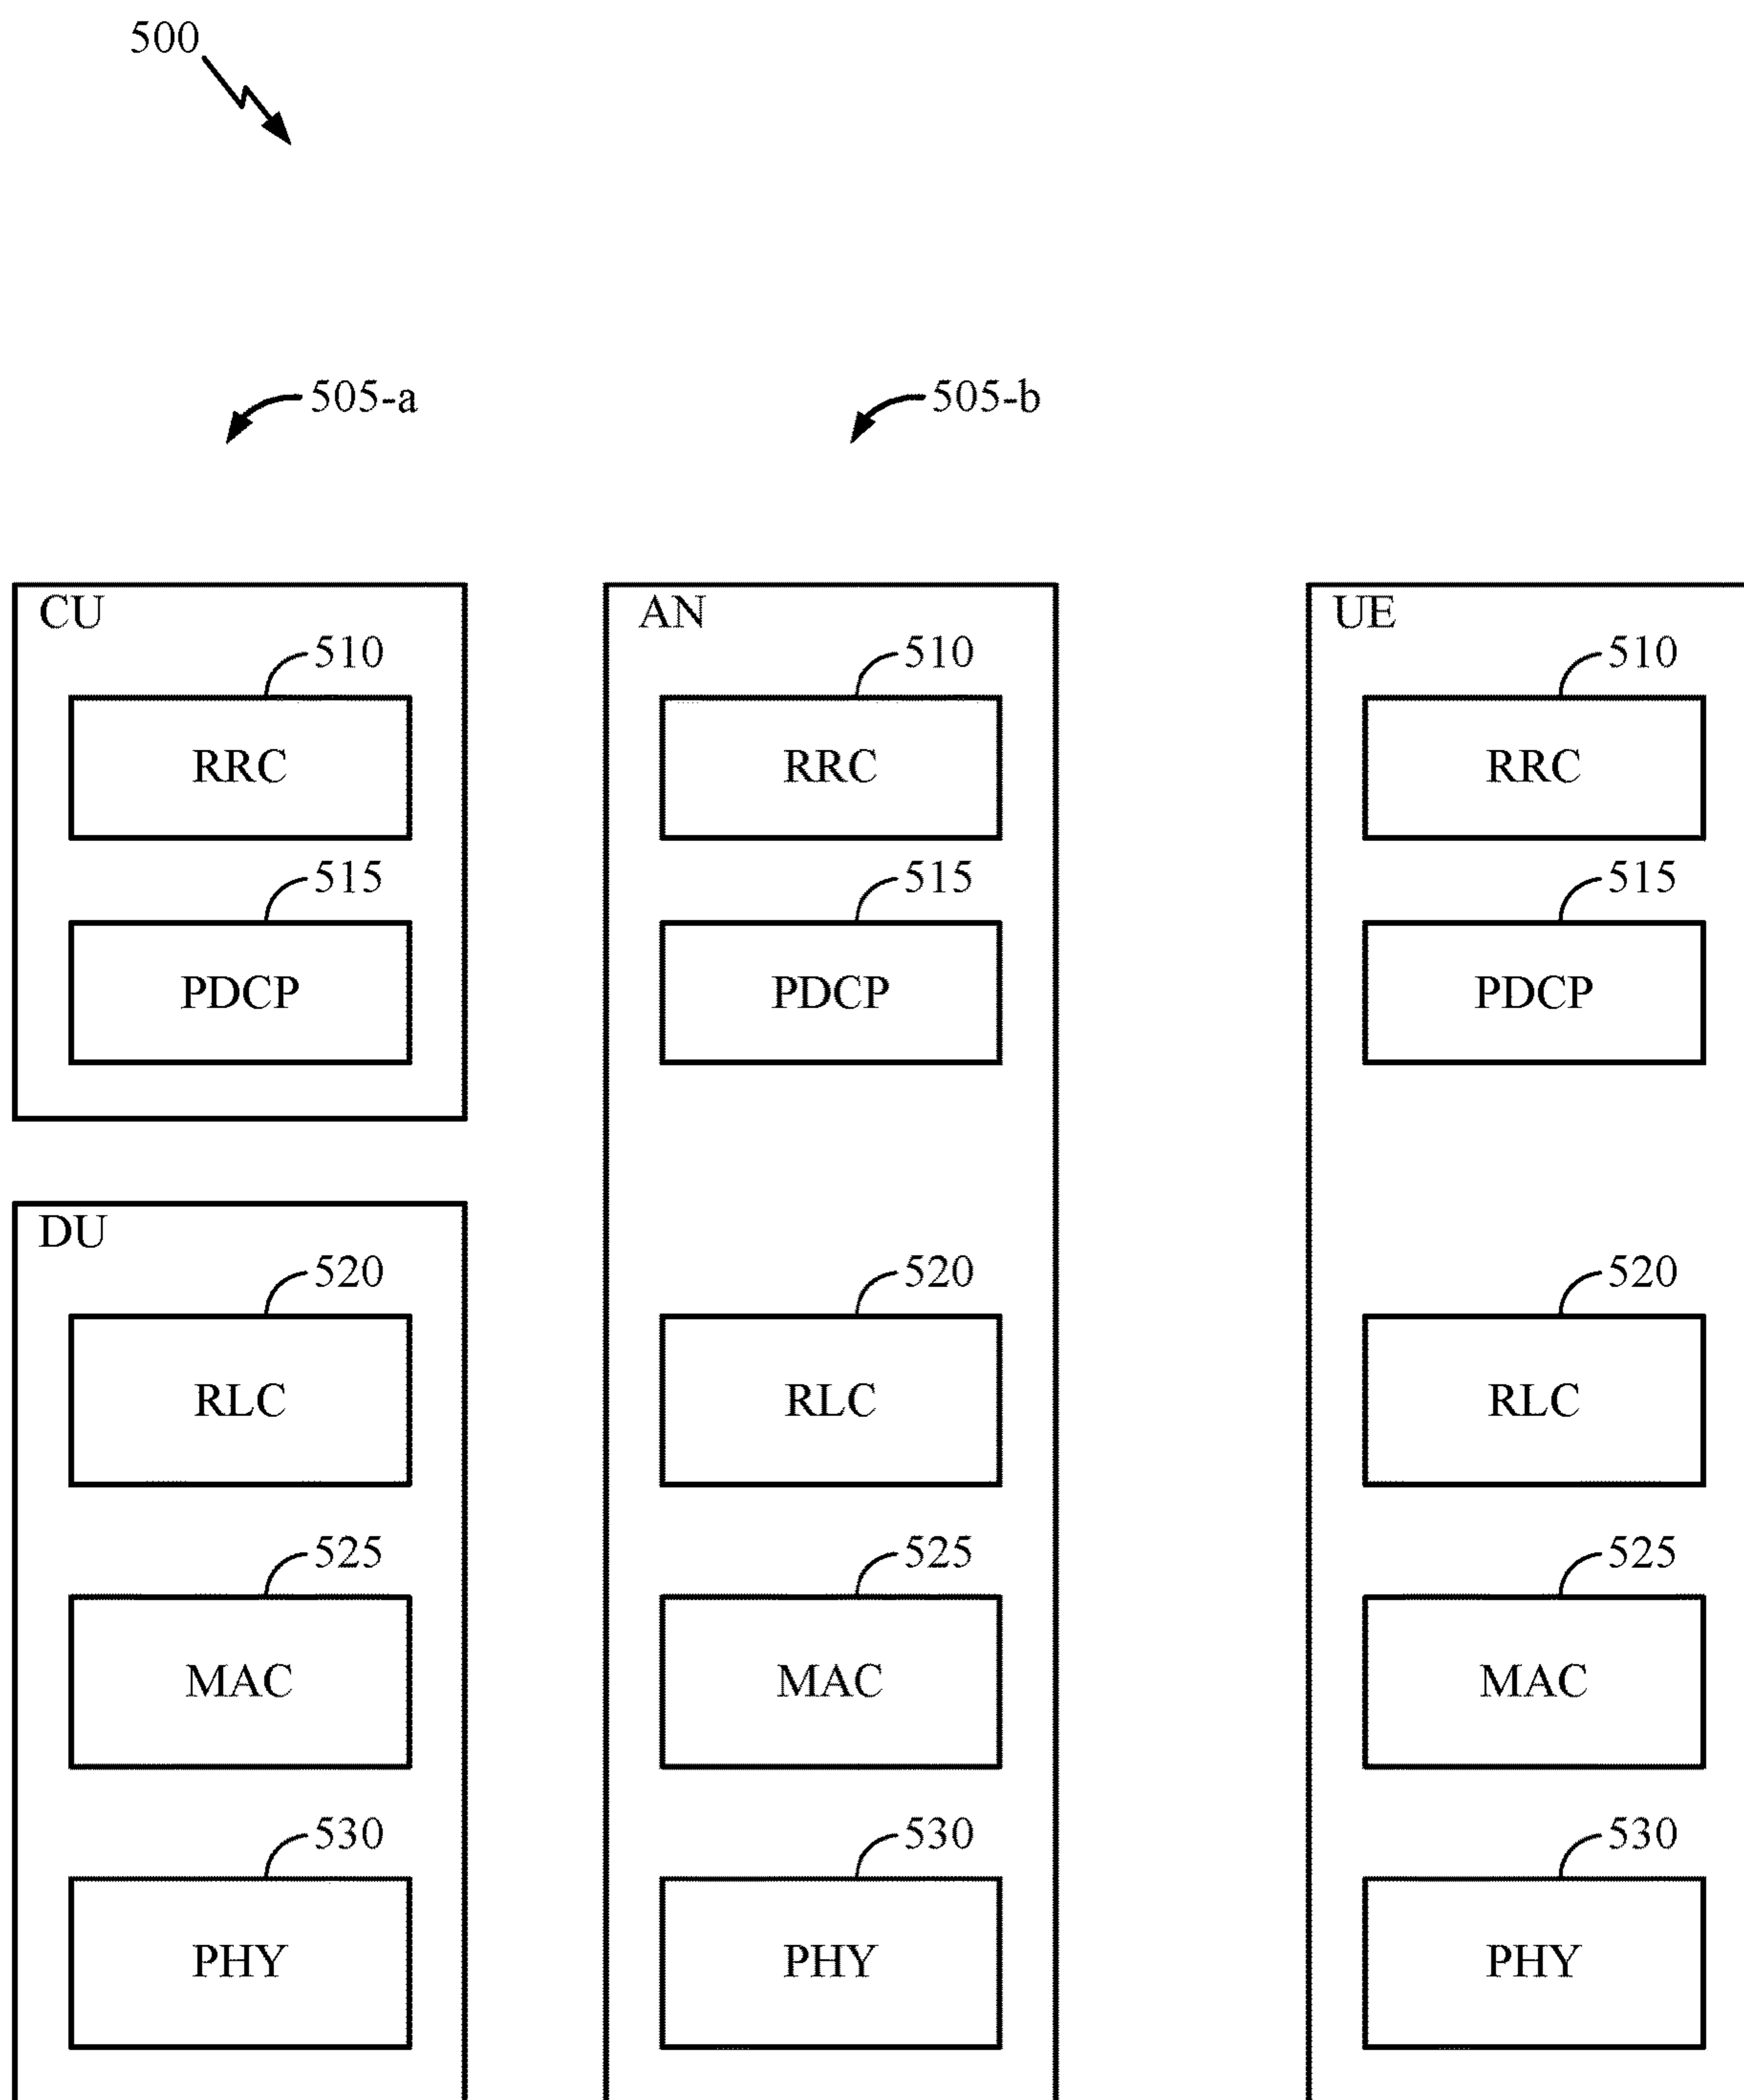 500
505-a 505-b
CU AN UE
510 510 510
RRC RRC RRC
515 515 515
PDCP PDCP PDCP
DU
520 520 520
RLC RLC RLC
525 525 525
MAC MAC MAC
530 530 530
PHY PHY PHY